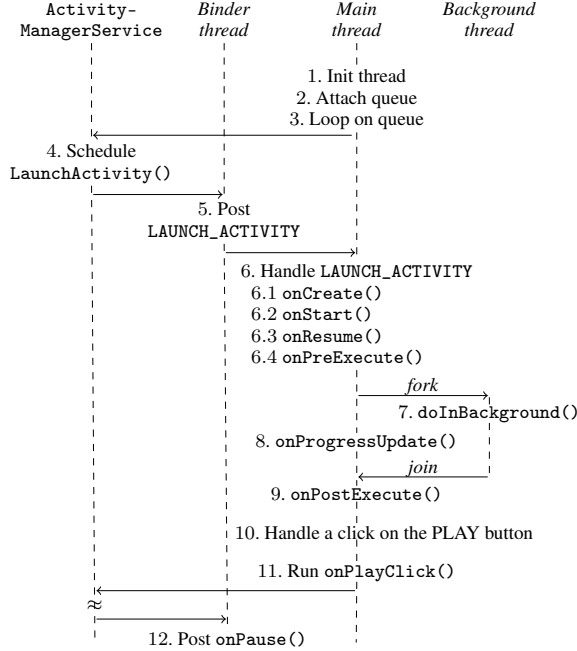 Activity-
ManagerService
Binder
thread
Main
thread
Background
thread
1. Init thread
2. Attach queue
3. Loop on queue
4. Schedule
LaunchActivity()
5. Post
LAUNCH_ACTIVITY
6. Handle LAUNCH_ACTIVITY
6.1 onCreate()
6.2 onStart()
6.3 onResume()
6.4 onPreExecute()
fork
7. doInBackground()
8. onProgressUpdate()
join
9. onPostExecute()
10. Handle a click on the PLAY button
11. Run onPlayClick()
≈
12. Post onPause()